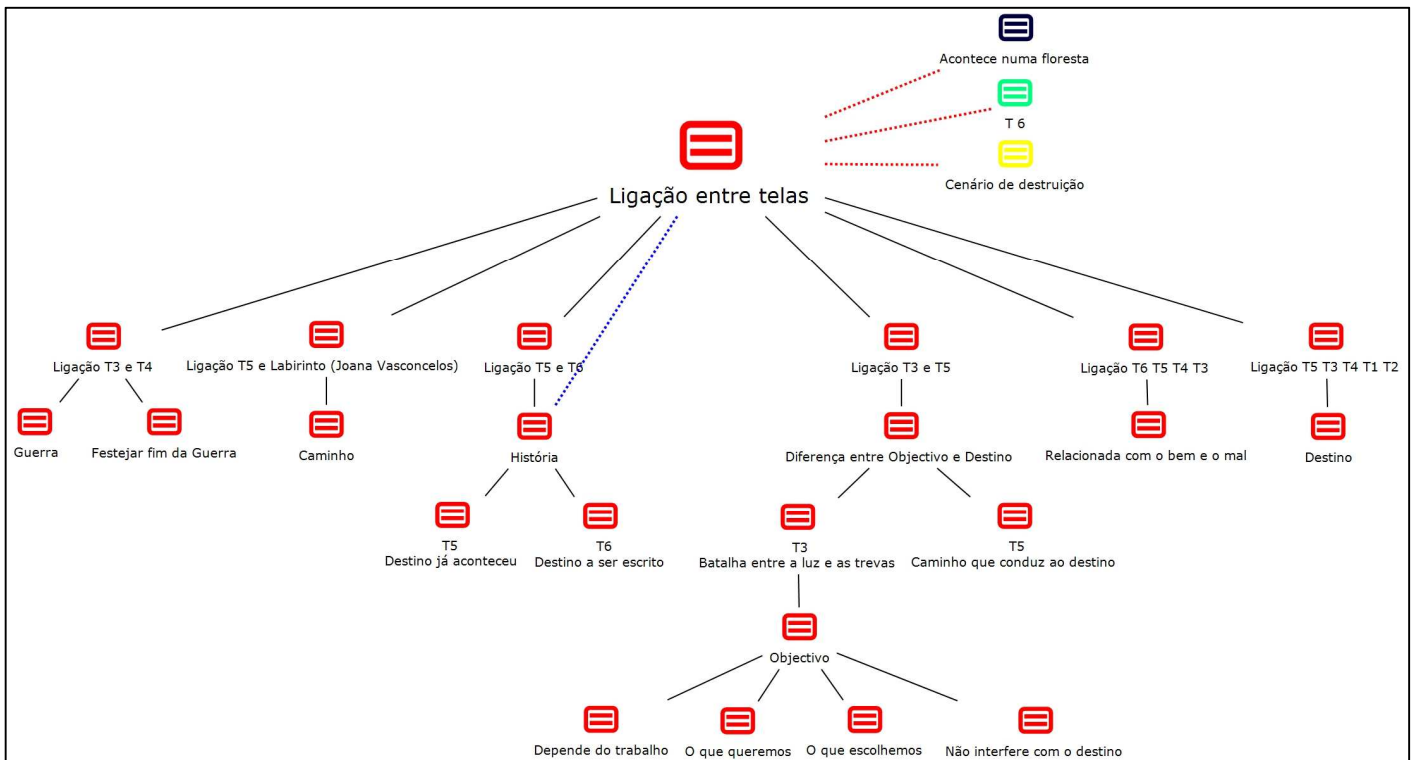 Acontece numa floresta
T 6
Cenário de destruição
Ligação entre telas
Ligação T3 e T4
Ligação T5 e Labirinto (Joana Vasconcelos)
Ligação T5 e T6
Ligação T3 e T5
Ligação T6 T5 T4 T3
Ligação T5 T3 T4 T1 T2
Guerra
Festejar fim da Guerra
Caminho
História
Diferença entre Objectivo e Destino
Relacionada com o bem e o mal
Destino
T5
Destino já aconteceu
T6
Destino a ser escrito
T3
Batalha entre a luz e as trevas
T5
Caminho que conduz ao destino
Objectivo
Depende do trabalho
O que queremos
O que escolhemos
Não interfere com o destino